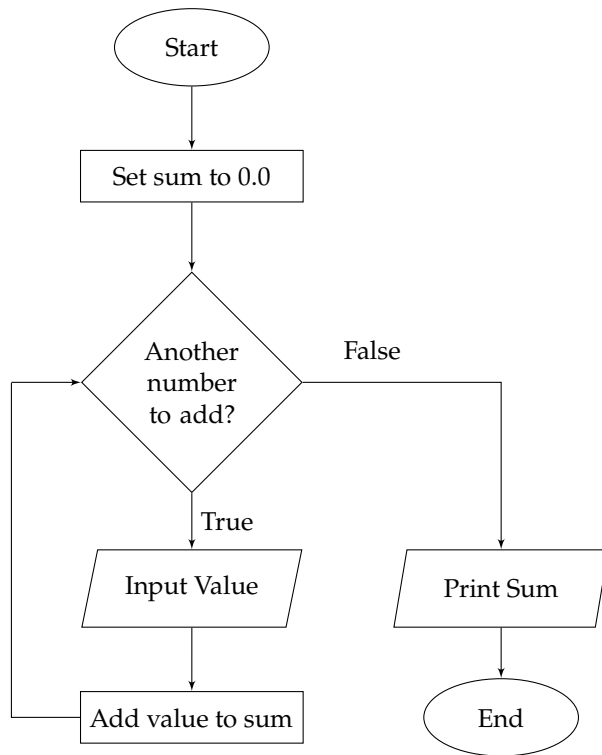 Start
Set sum to 0.0
Another
number
to add?
False
True
Input Value
Print Sum
Add value to sum
End